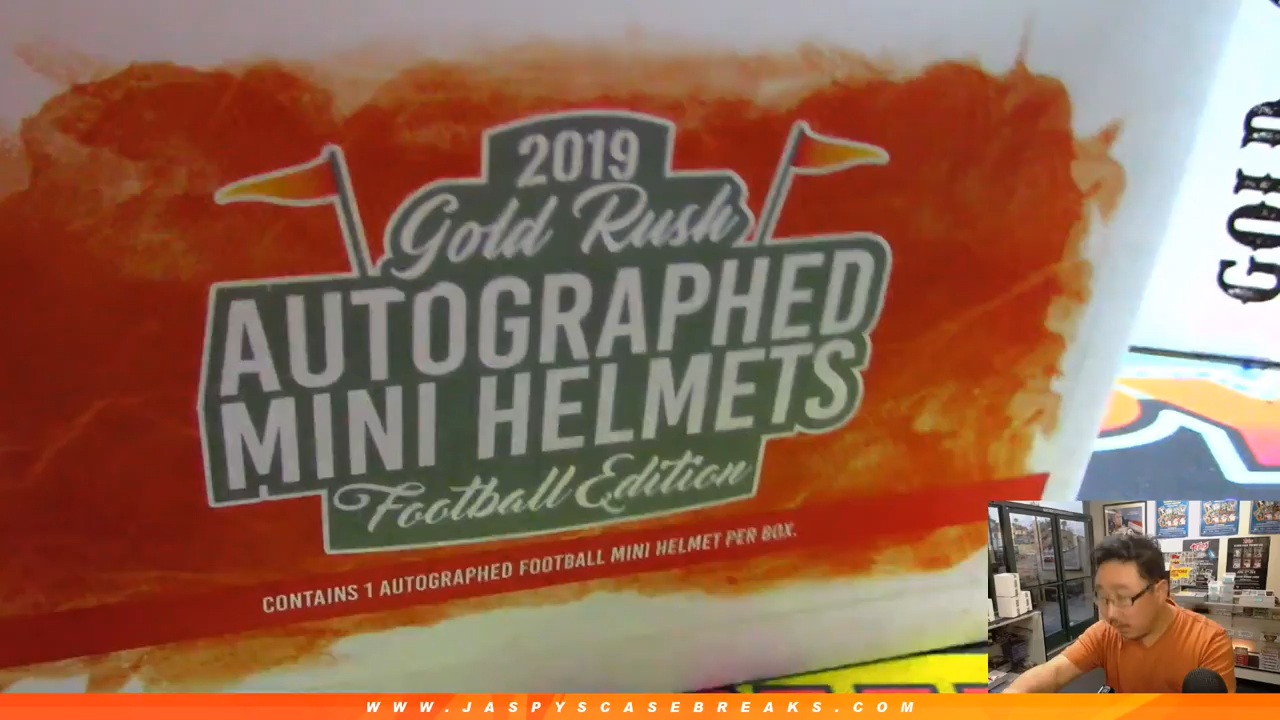 2019
Gold Rush
AUTOGRAPHED
MINI HELMETS
Football Edition
CONTAINS 1 AUTOGRAPHED FOOTBALL MINI HELMET PER BOX.
GOLD
WWW.JASPYSCASEBREAKS.COM